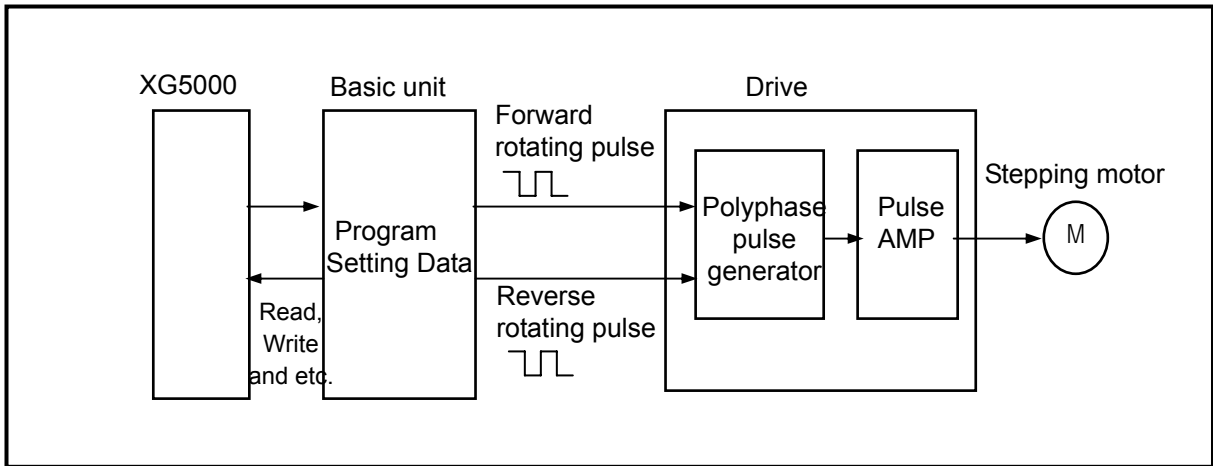 XG5000
Basic unit
Drive
Forward
rotating pulse
Program
Setting Data
Read,
Write
and etc.
Reverse
rotating pulse
Polyphase
pulse
generator
Pulse
AMP
Stepping motor
M